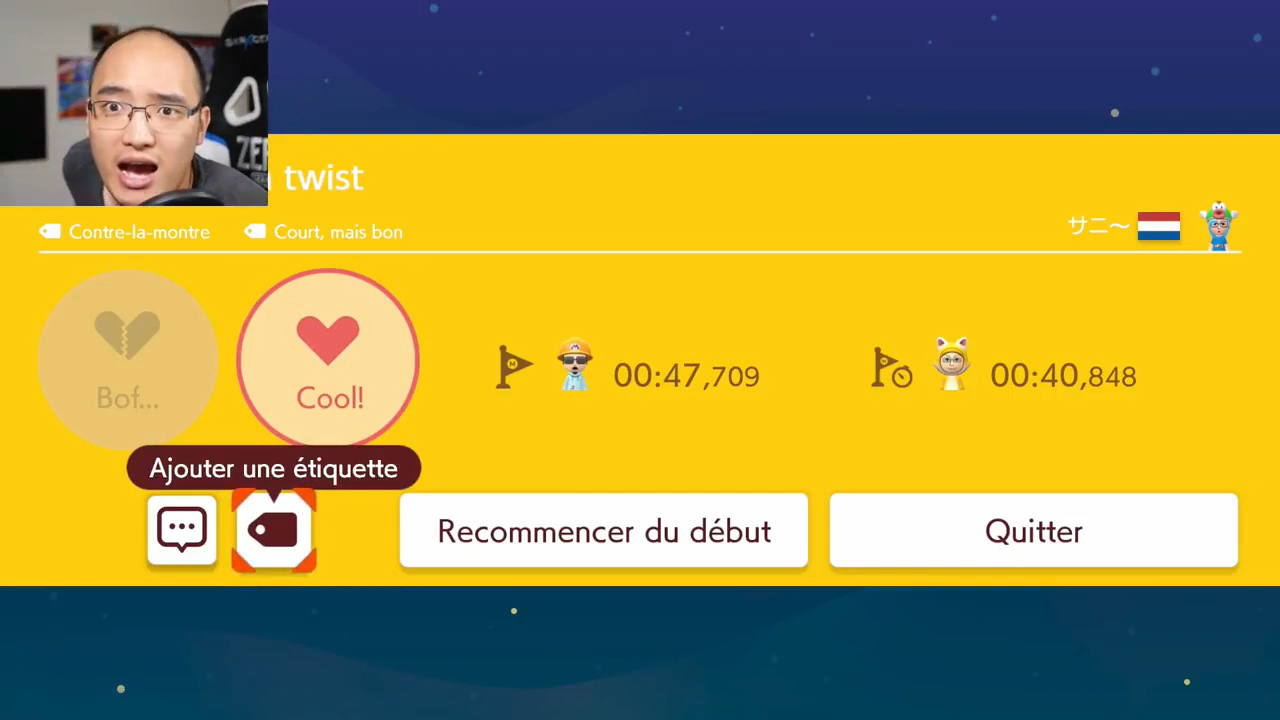 twist
Contre-la-montre
Court, mais bon
サニ〜
Bof...
Cool!
00:47,709
00:40,848
Ajouter une étiquette
Recommencer du début
Quitter